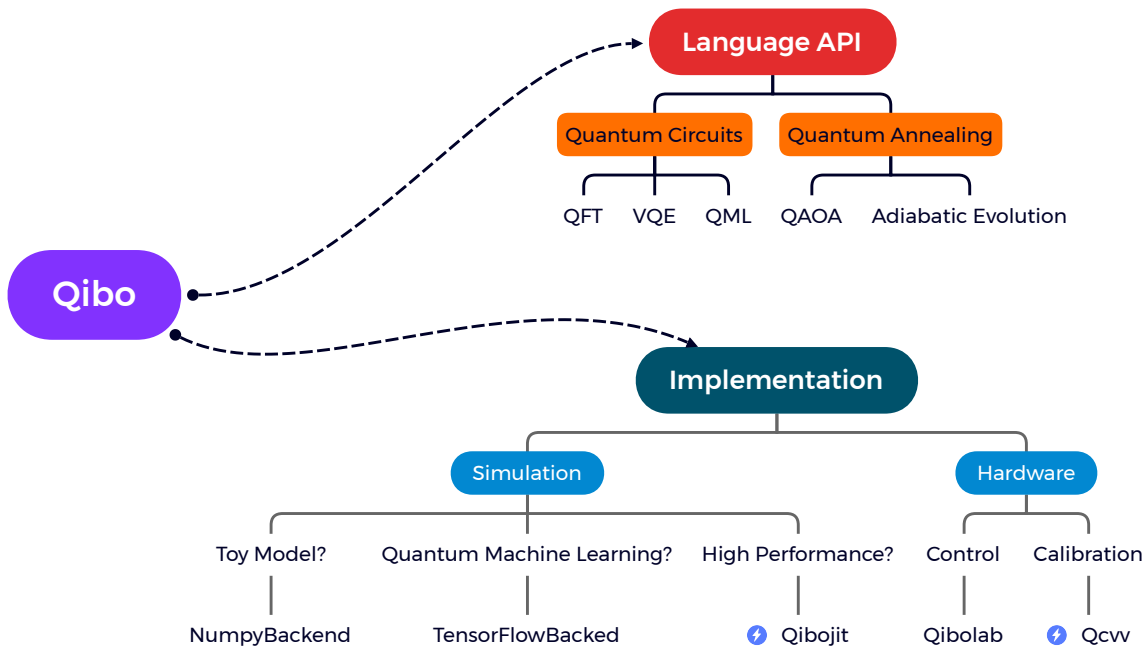 Language API
Quantum Circuits
Quantum Annealing
QFT
VQE
QML
QAOA
Adiabatic Evolution
Qibo
Implementation
Simulation
Hardware
Toy Model?
Quantum Machine Learning?
High Performance?
Control
Calibration
NumpyBackend
TensorFlowBacked
Qibojit
Qibolab
Qcvv